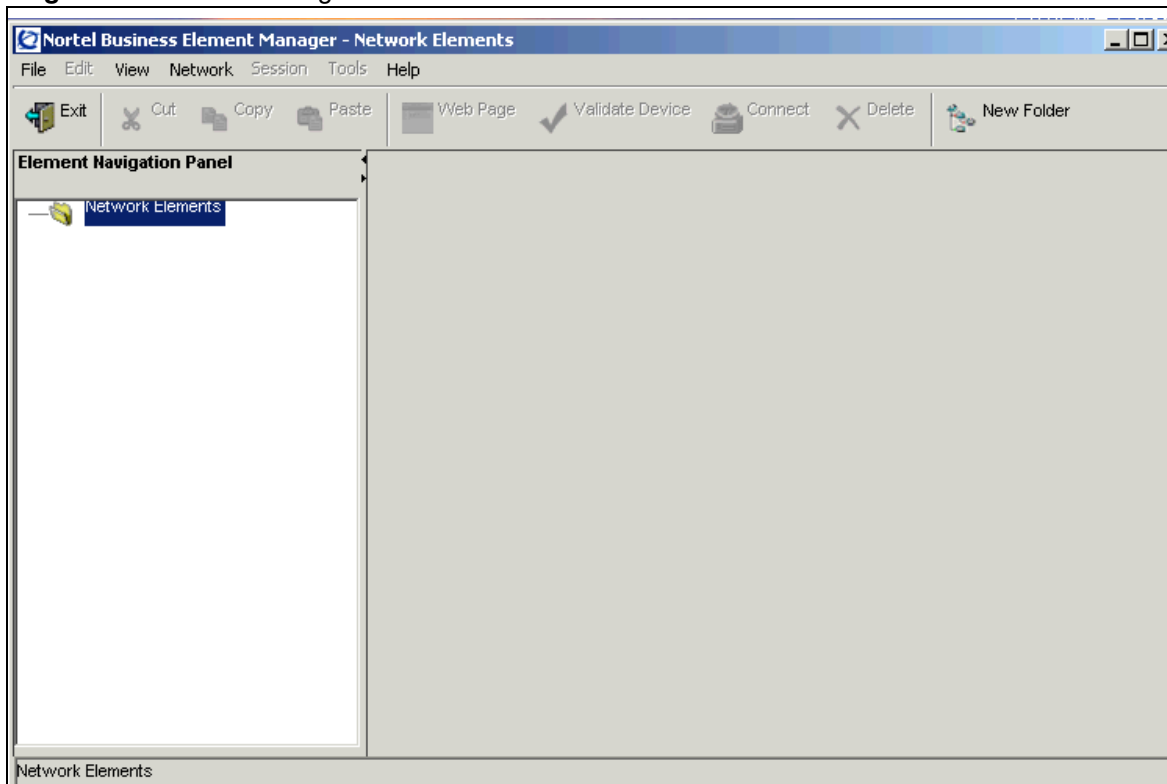 Nortel Business Element Manager - Network Elements
File Edit View Network Session Tools Help
Exit Cut Copy Paste Web Page Validate Device Connect Delete New Folder
Element Navigation Panel
Network Elements
Network Elements